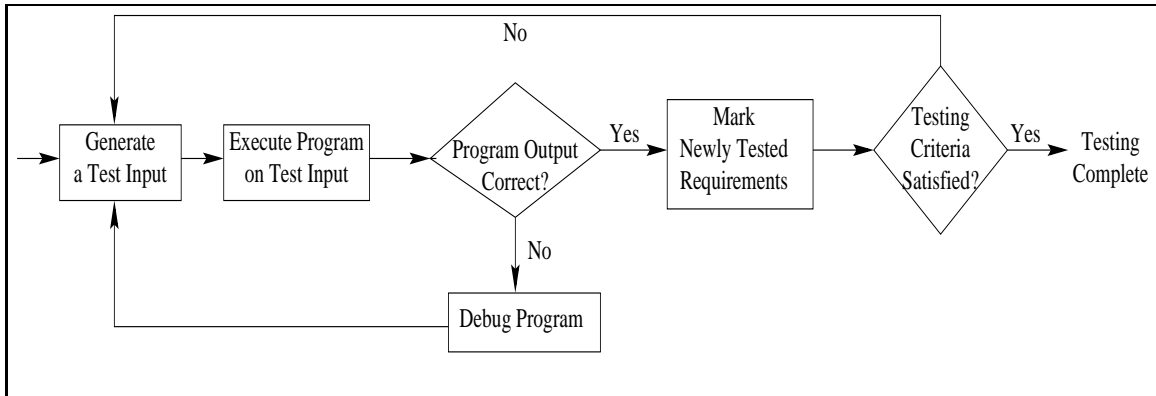 No
Generate
a Test Input
Execute Program
on Test Input
Program Output
Correct?
Yes
Mark
Newly Tested
Requirements
Testing
Criteria
Satisfied?
Yes
Testing
Complete
No
Debug Program